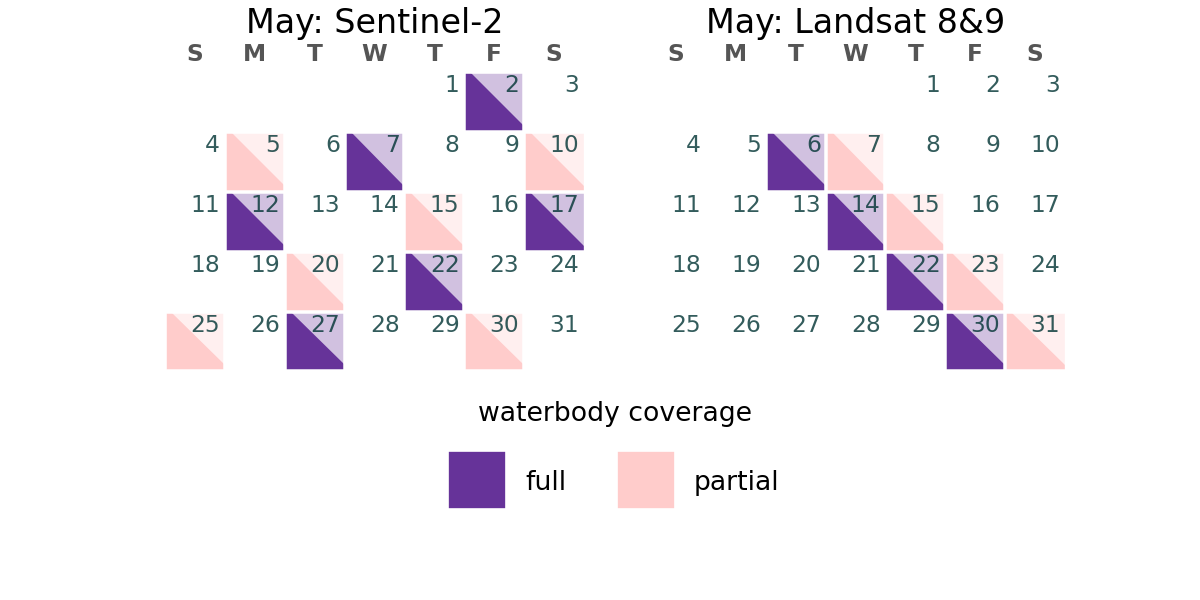 May: Sentinel-2
S M T W T F S
1 2 3
4 5 6 7 8 9 10
11 12 13 14 15 16 17
18 19 20 21 22 23 24
25 26 27 28 29 30 31
May: Landsat 8&9
S M T W T F S
1 2 3
4 5 6 7 8 9 10
11 12 13 14 15 16 17
18 19 20 21 22 23 24
25 26 27 28 29 30 31
waterbody coverage
full
partial